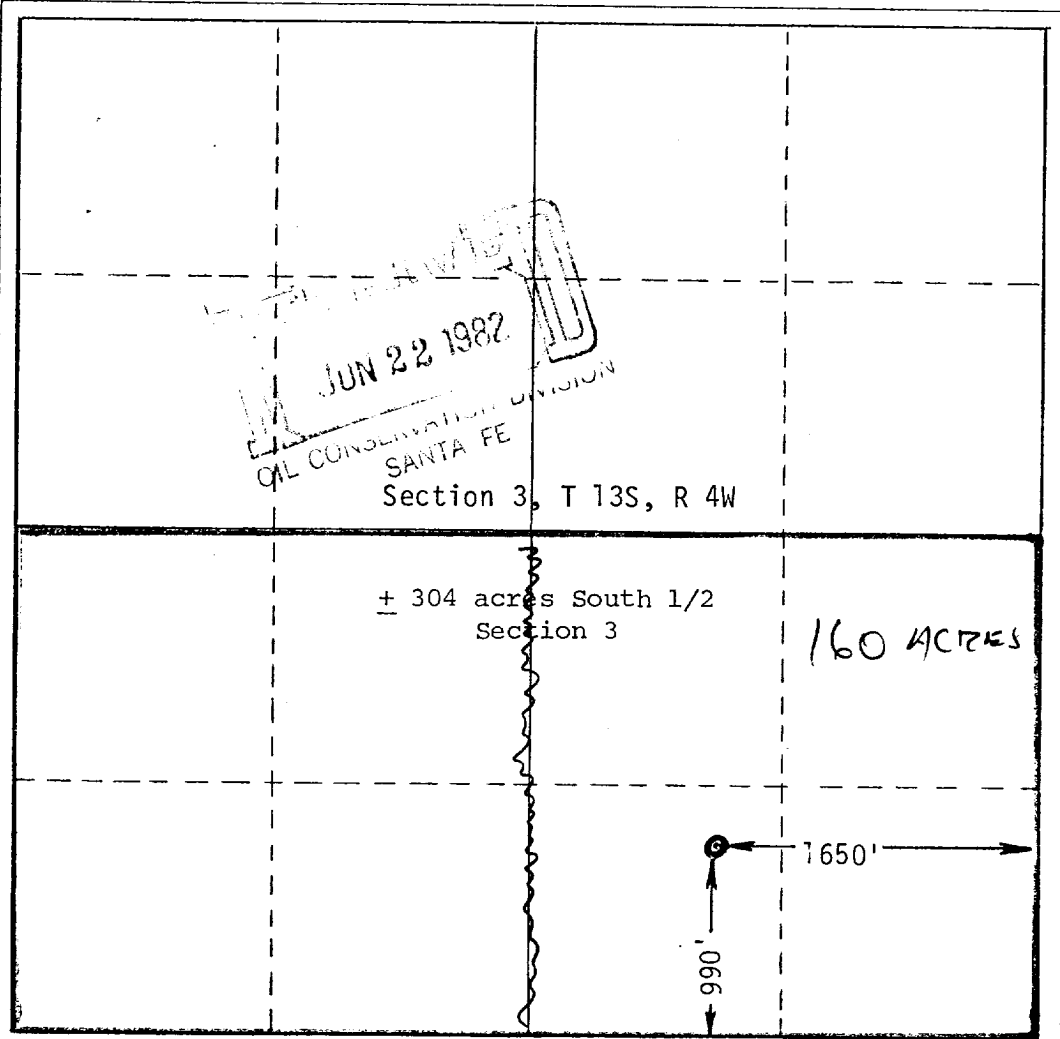 JUN 22 1982
OIL CONSERVATION DIVISION
SANTA FE
Section 3, T 13S, R 4W
± 304 acres South 1/2
Section 3
160 ACRES
1650'
990'